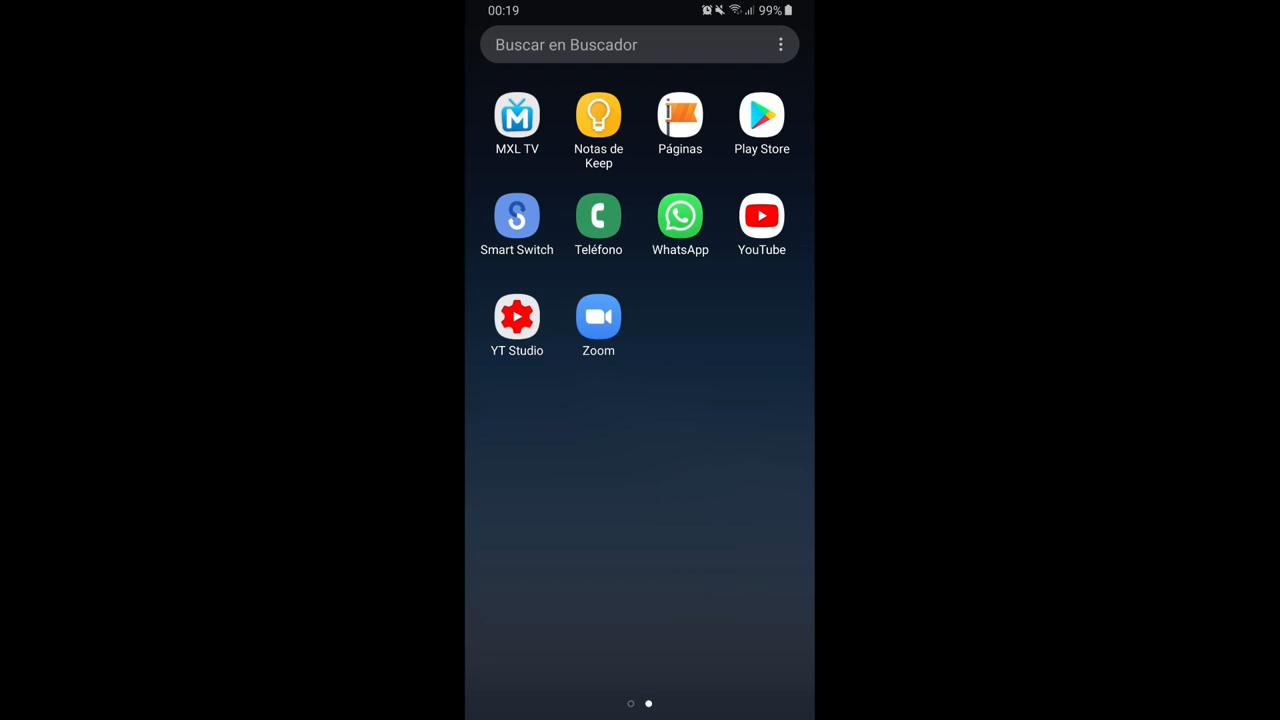 00:19 99%
Buscar en Buscador
MXL TV
Notas de
Keep
Páginas
Play Store
Smart Switch
Teléfono
WhatsApp
YouTube
YT Studio
Zoom